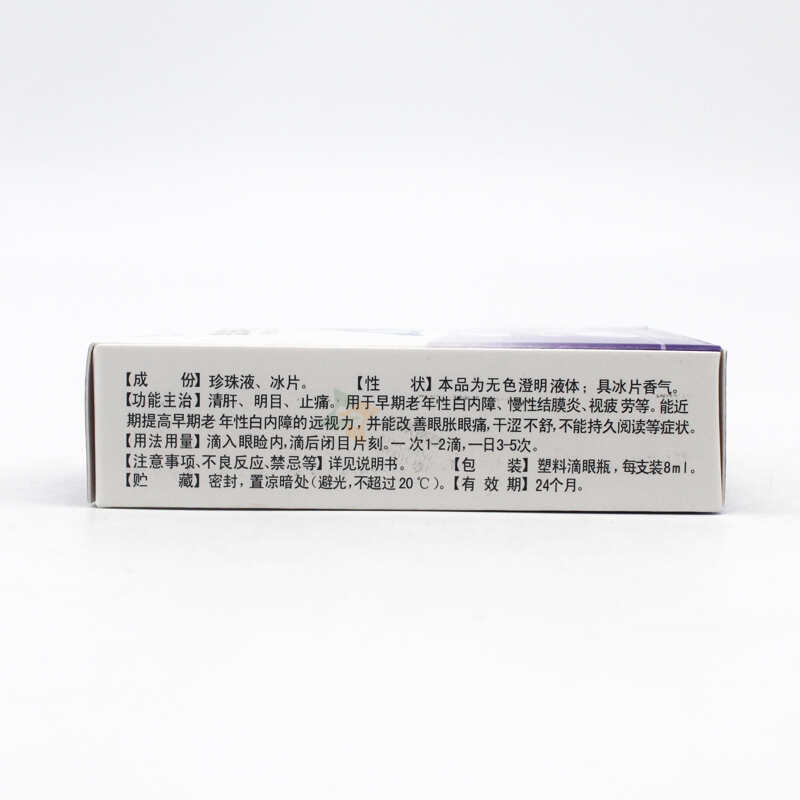 【成 份】珍珠液、冰片。 【性 状】本品为无色澄明液体；具冰片香气。
【功能主治】清肝、明目、止痛。用于早期老年性白内障、慢性结膜炎、视疲劳等。能近
期提高早期老年性白内障的远视力，并能改善眼胀眼痛，干涩不舒，不能持久阅读等症状。
【用法用量】滴入眼睑内，滴后闭目片刻。一次1-2滴，一日3-5次。
【注意事项、不良反应、禁忌等】详见说明书。 【包 装】塑料滴眼瓶，每支装8ml。
【贮 藏】密封，置凉暗处（避光，不超过20℃）。【有 效 期】24个月。